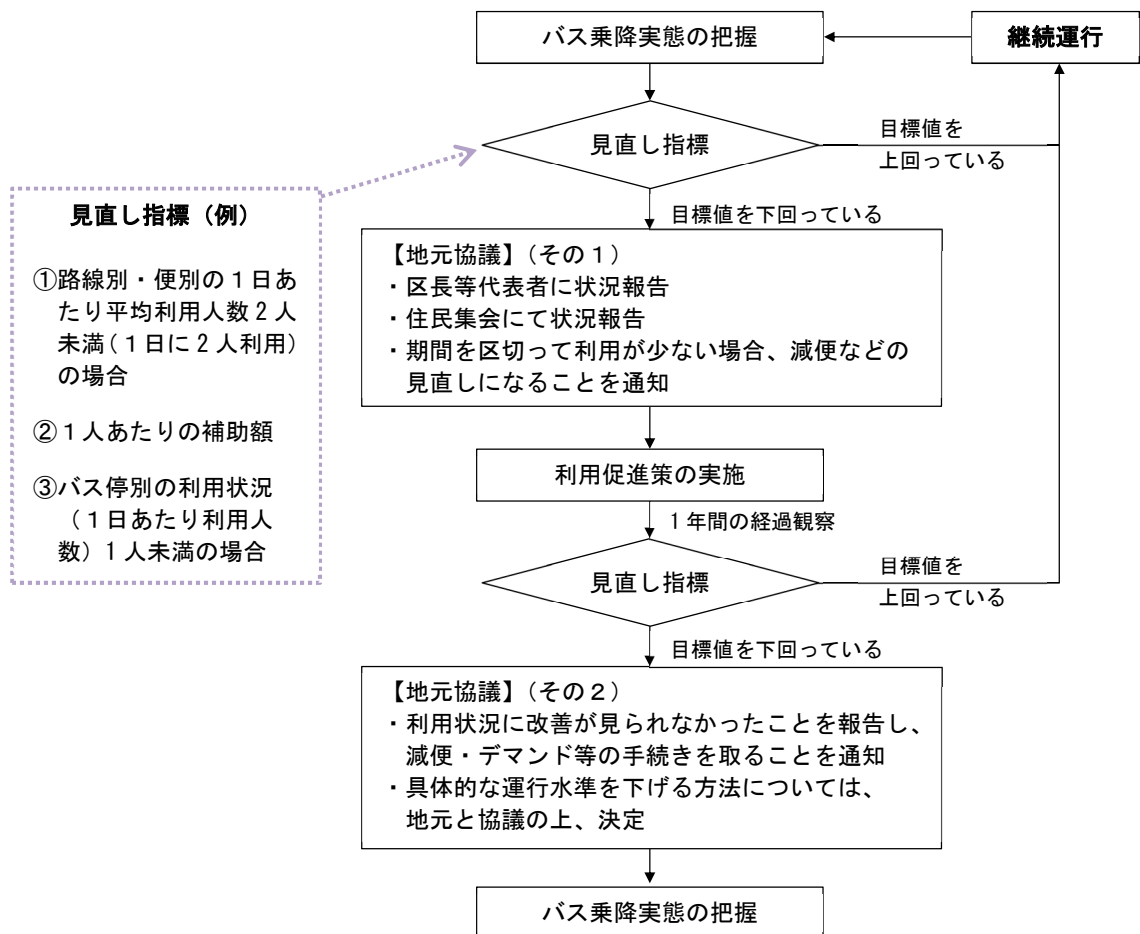 バス乗降実態の把握
継続運行
見直し指標
目標値を
上回っている
目標値を下回っている
見直し指標（例）
①路線別・便別の１日あ
たり平均利用人数２人
未満（１日に２人利用）
の場合
②１人あたりの補助額
③バス停別の利用状況
（１日あたり利用人
数）１人未満の場合
【地元協議】（その１）
・区長等代表者に状況報告
・住民集会にて状況報告
・期間を区切って利用が少ない場合、減便などの
見直しになることを通知
利用促進策の実施
１年間の経過観察
見直し指標
目標値を
上回っている
目標値を下回っている
【地元協議】（その２）
・利用状況に改善が見られなかったことを報告し、
減便・デマンド等の手続きを取ることを通知
・具体的な運行水準を下げる方法については、
地元と協議の上、決定
バス乗降実態の把握